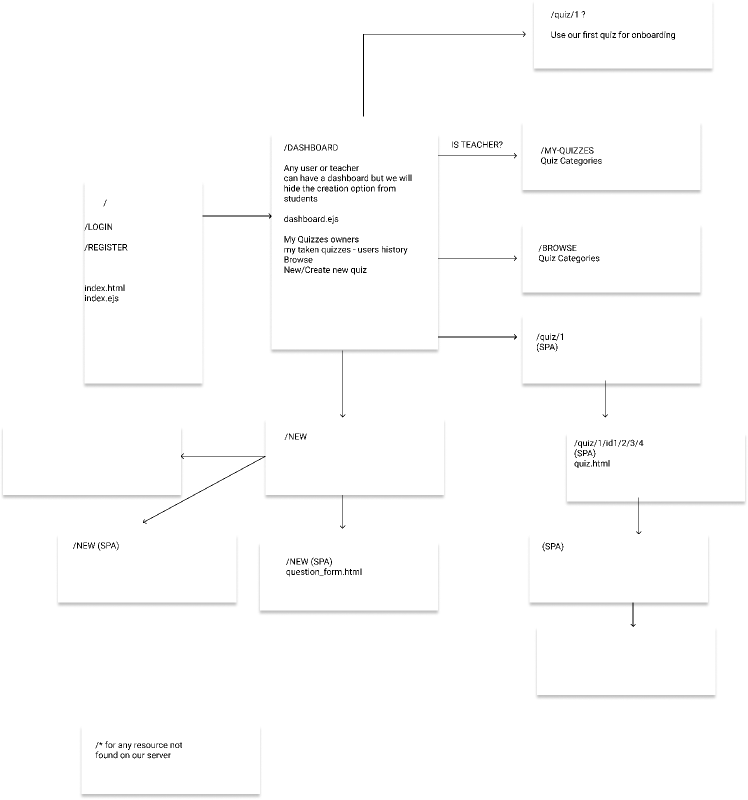 /quiz/1 ?
Use our first quiz for onboarding
/DASHBOARD
Any user or teacher
can have a dashboard but we will
hide the creation option from
students
dashboard.ejs
My Quizzes owners
my taken quizzes - users history
Browse
New/Create new quiz
IS TEACHER?
/MY-QUIZZES
Quiz Categories
/
/LOGIN
/REGISTER
index.html
index.ejs
/BROWSE
Quiz Categories
/quiz/1
(SPA)
/NEW
/quiz/1/id1/2/3/4
(SPA)
quiz.html
/NEW (SPA)
/NEW (SPA)
question_form.html
(SPA)
/* for any resource not
found on our server